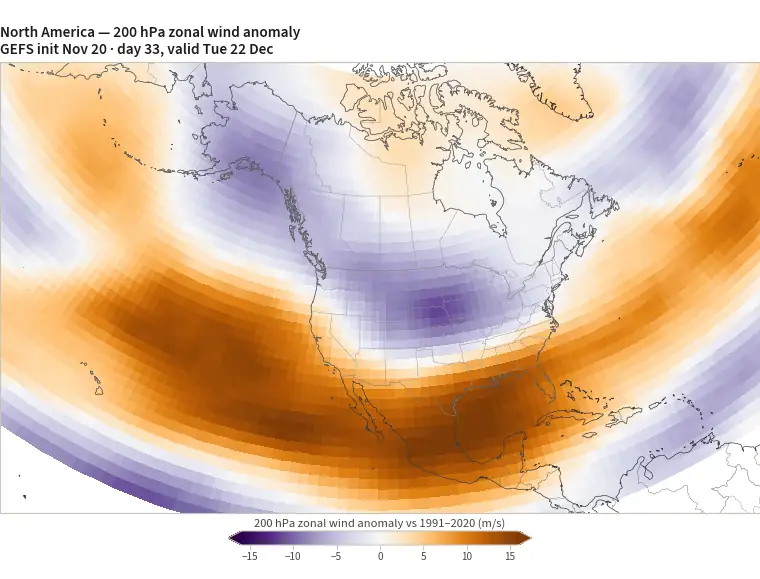 North America — 200 hPa zonal wind anomaly
GEFS init Nov 20 · day 33, valid Tue 22 Dec
200 hPa zonal wind anomaly vs 1991–2020 (m/s)
−15 −10 −5 0 5 10 15